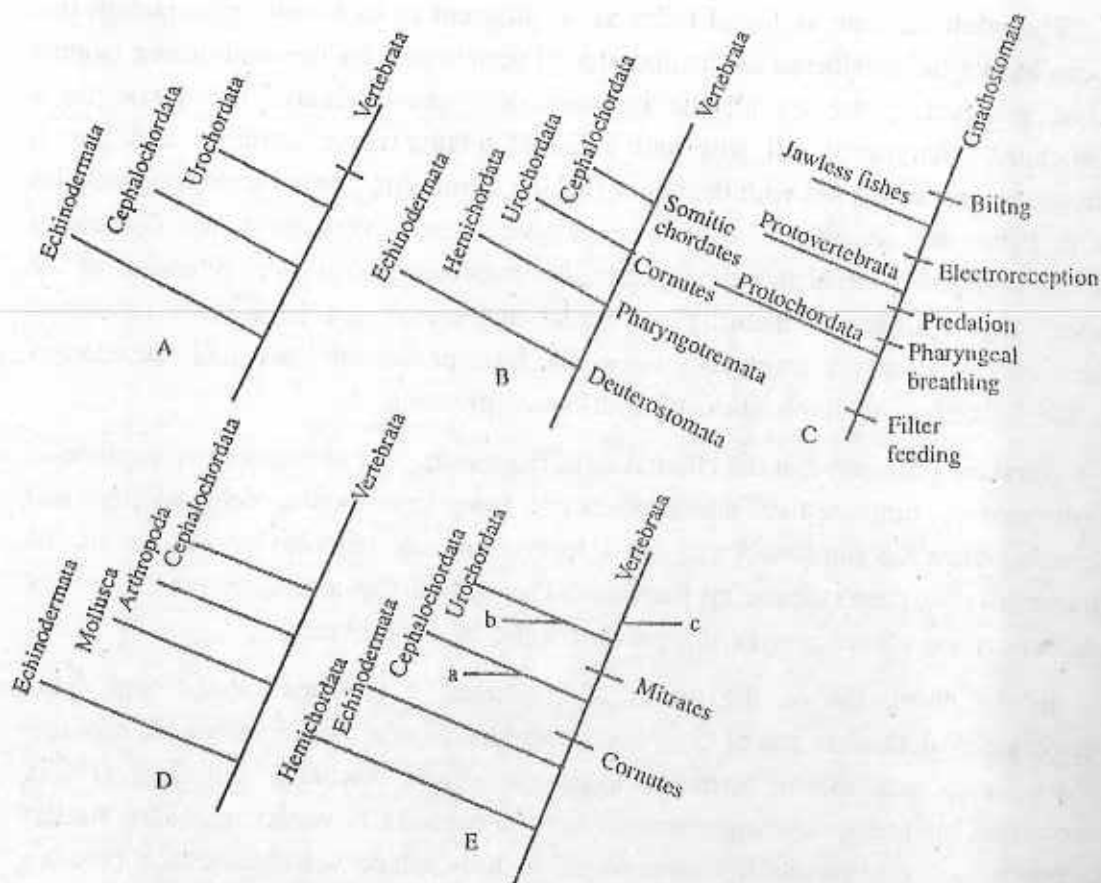 Echinodermata
Cephalochordata
Urochordata
Vertebrata
A
Echinodermata
Hemichordata
Urochordata
Cephalochordata
Vertebrata
Somitic
chordates
Cornutes
Pharyngotremata
Deuterostomata
B
Protochordata
Protovertebrata
Jawless fishes
Gnathostomata
Biitng
Electroreception
Predation
Pharyngeal
breathing
Filter
feeding
C
Echinodermata
Mollusca
Arthropoda
Cephalochordata
Vertebrata
D
Hemichordata
Echinodermata
Cephalochordata
Urochordata
Vertebrata
a
b
c
Mitrates
Cornutes
E